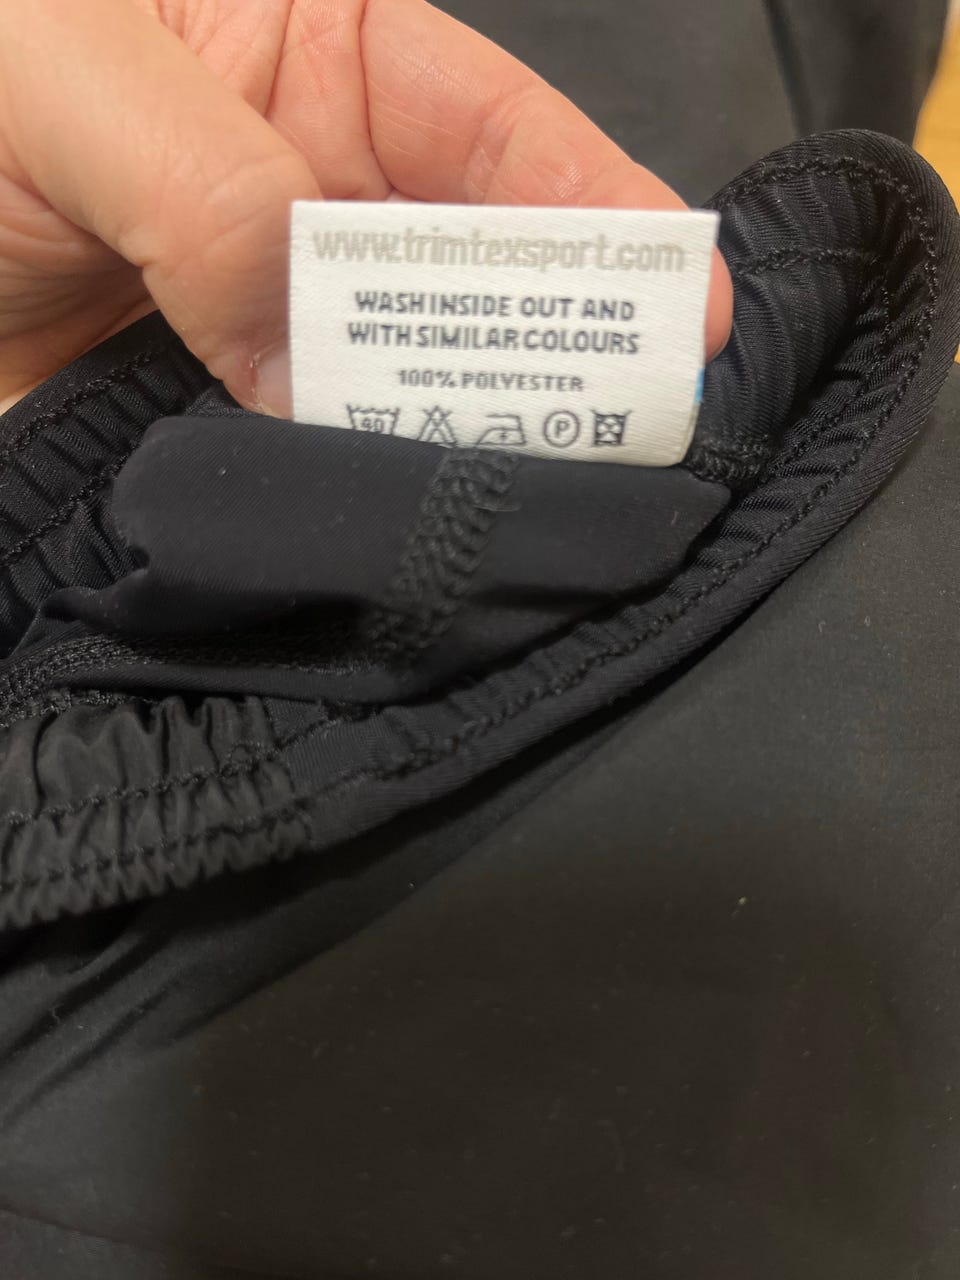 www.trimtexsport.com
WASH INSIDE OUT AND
WITH SIMILAR COLOURS
100% POLYESTER
P